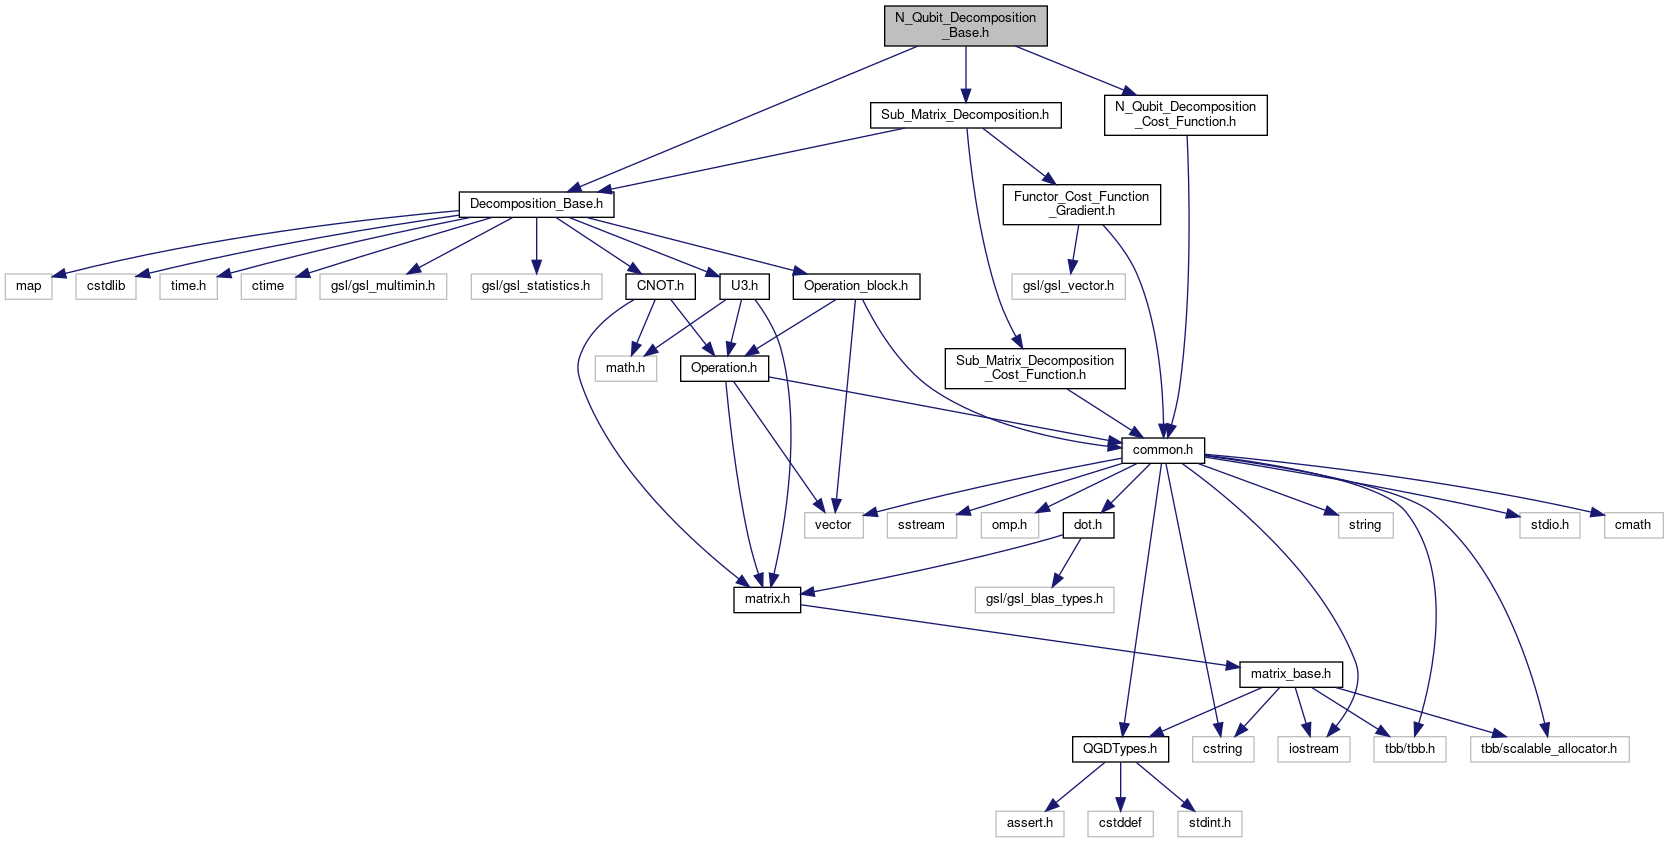 N_Qubit_Decomposition
_Base.h
Sub_Matrix_Decomposition.h
N_Qubit_Decomposition
_Cost_Function.h
Decomposition_Base.h
Functor_Cost_Function
_Gradient.h
map
cstdlib
time.h
ctime
gsl/gsl_multimin.h
gsl/gsl_statistics.h
CNOT.h
U3.h
Operation_block.h
gsl/gsl_vector.h
math.h
Operation.h
Sub_Matrix_Decomposition
_Cost_Function.h
common.h
vector
sstream
omp.h
dot.h
string
stdio.h
cmath
matrix.h
gsl/gsl_blas_types.h
matrix_base.h
QGDTypes.h
cstring
iostream
tbb/tbb.h
tbb/scalable_allocator.h
assert.h
cstddef
stdint.h